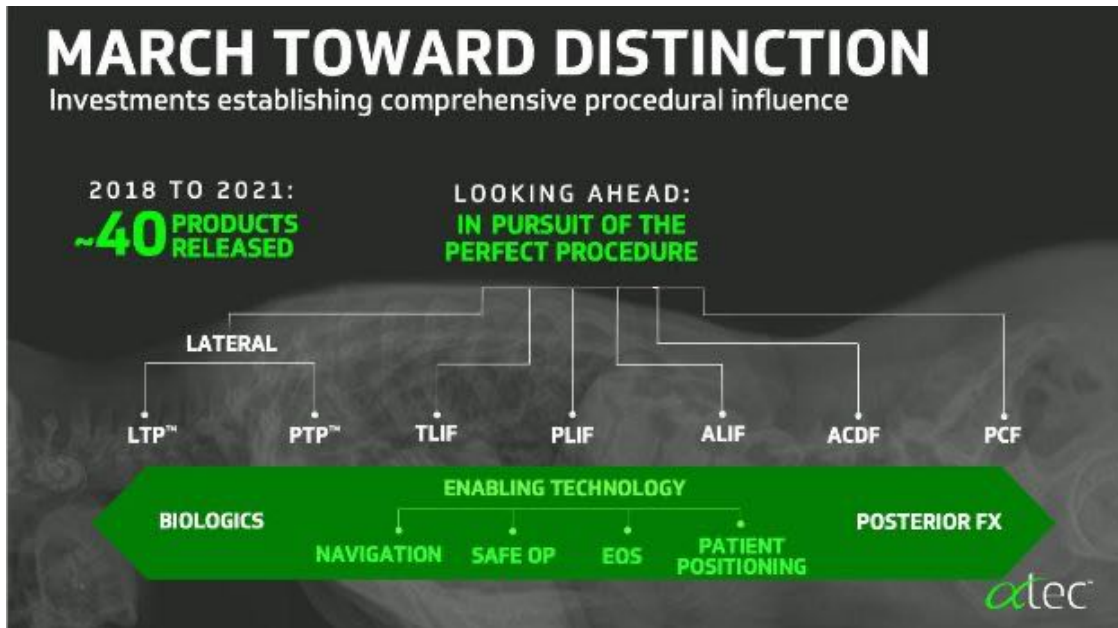 MARCH TOWARD DISTINCTION
Investments establishing comprehensive procedural influence
2018 TO 2021:
~40 PRODUCTS
RELEASED
LOOKING AHEAD:
IN PURSUIT OF THE
PERFECT PROCEDURE
LATERAL
LTP™
PTP™
TLIF
PLIF
ALIF
ACDF
PCF
ENABLING TECHNOLOGY
BIOLOGICS
POSTERIOR FX
NAVIGATION
SAFE OP
EOS
PATIENT
POSITIONING
αtec™